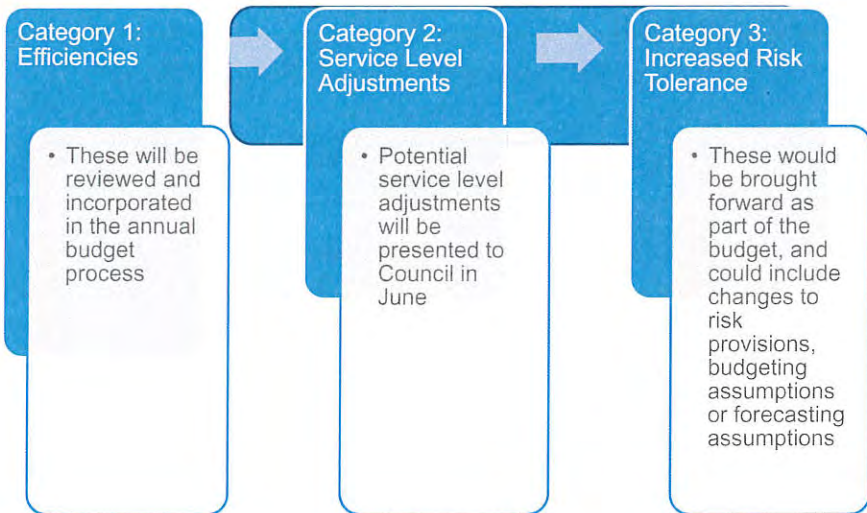 Category 1:
Efficiencies
• These will be
reviewed and
incorporated
in the annual
budget
process
Category 2:
Service Level
Adjustments
• Potential
service level
adjustments
will be
presented to
Council in
June
Category 3:
Increased Risk
Tolerance
• These would
be brought
forward as
part of the
budget, and
could include
changes to
risk
provisions,
budgeting
assumptions
or forecasting
assumptions